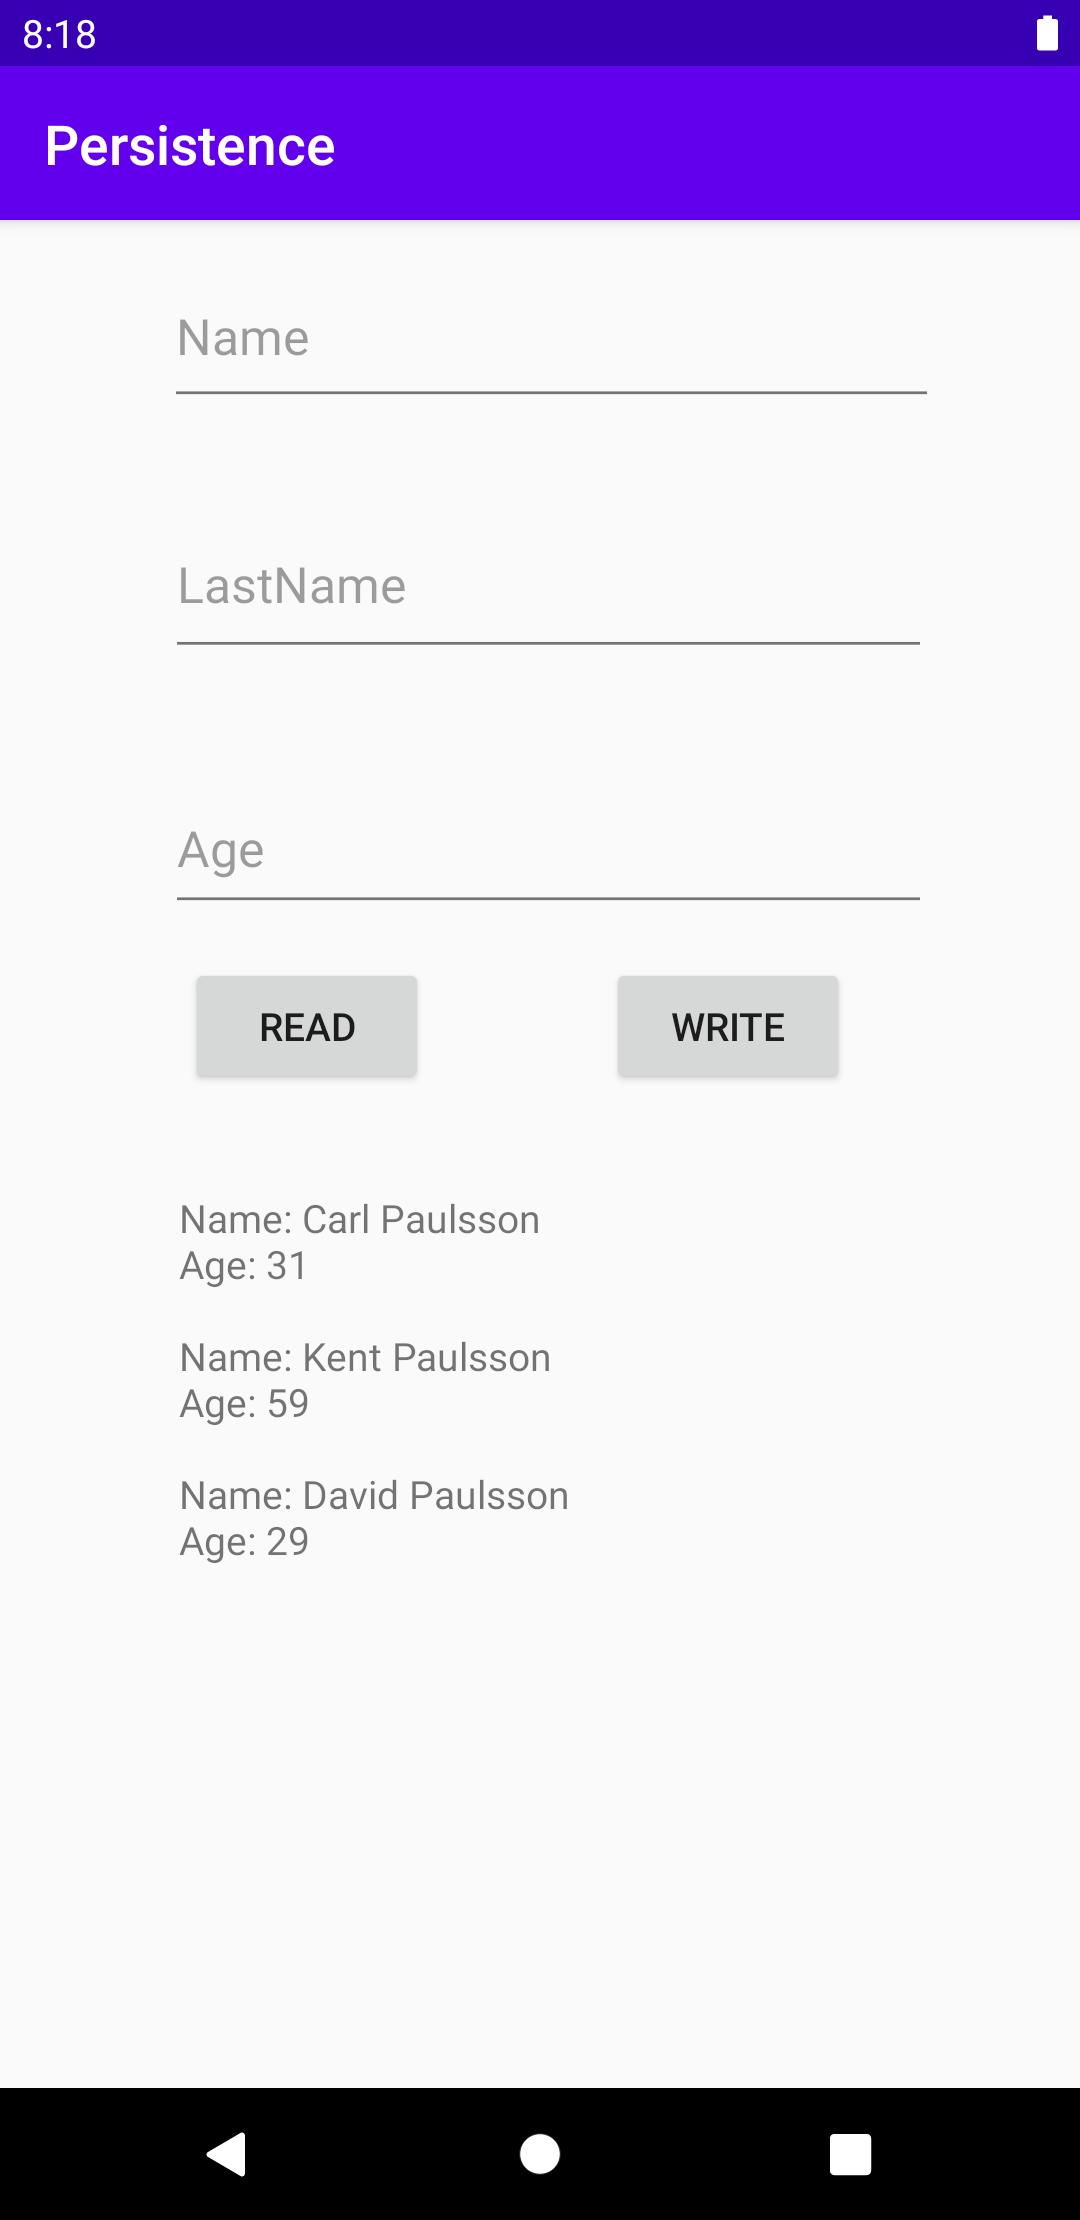 8:18
Persistence
Name
LastName
Age
READ WRITE
Name: Carl Paulsson
Age: 31
Name: Kent Paulsson
Age: 59
Name: David Paulsson
Age: 29